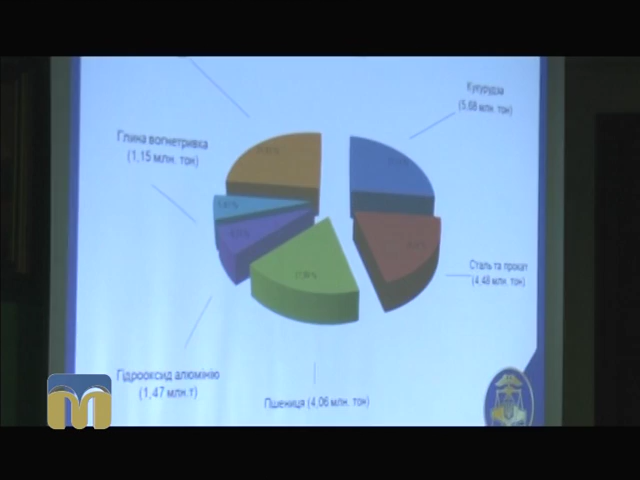 Кукурудза
(5,68 млн. тон)
Глина вогнетривка
(1,15 млн. тон)
Сталь та прокат
(4,48 млн. тон)
Гідрооксид алюмінію
(1,47 млн.т)
Пшениця (4,06 млн. тон)